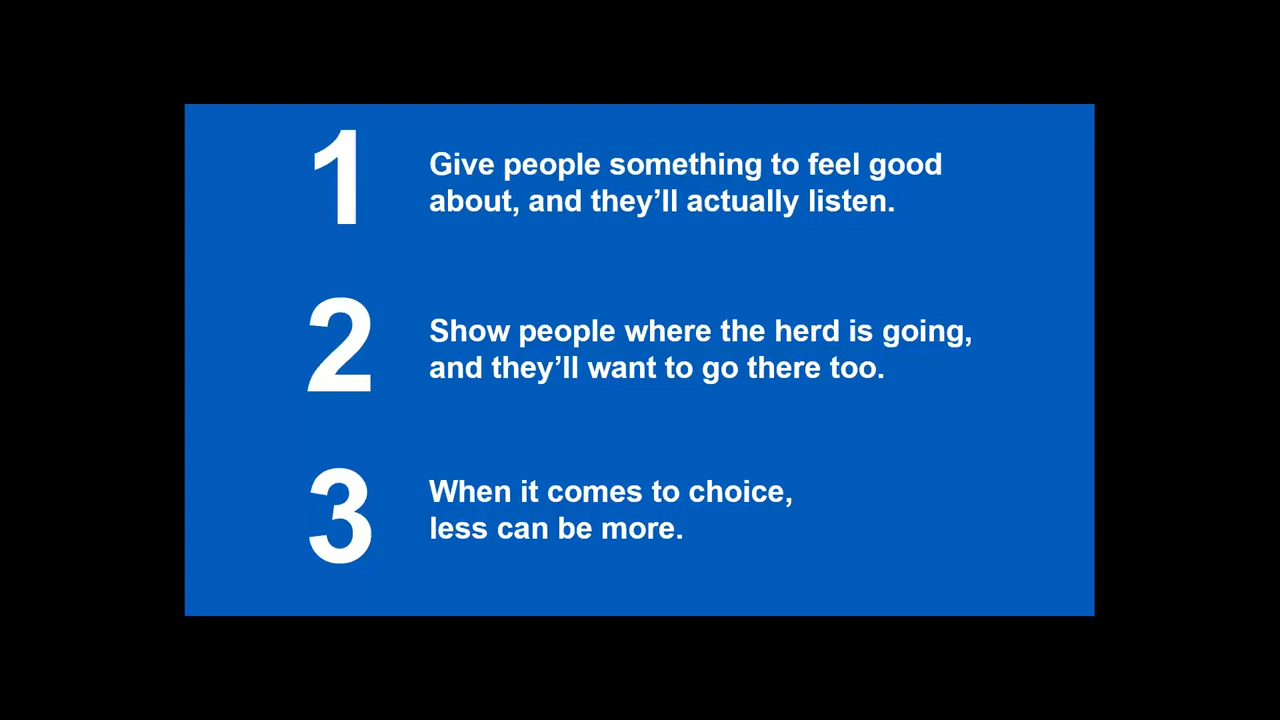 1
Give people something to feel good
about, and they’ll actually listen.
2
Show people where the herd is going,
and they’ll want to go there too.
3
When it comes to choice,
less can be more.